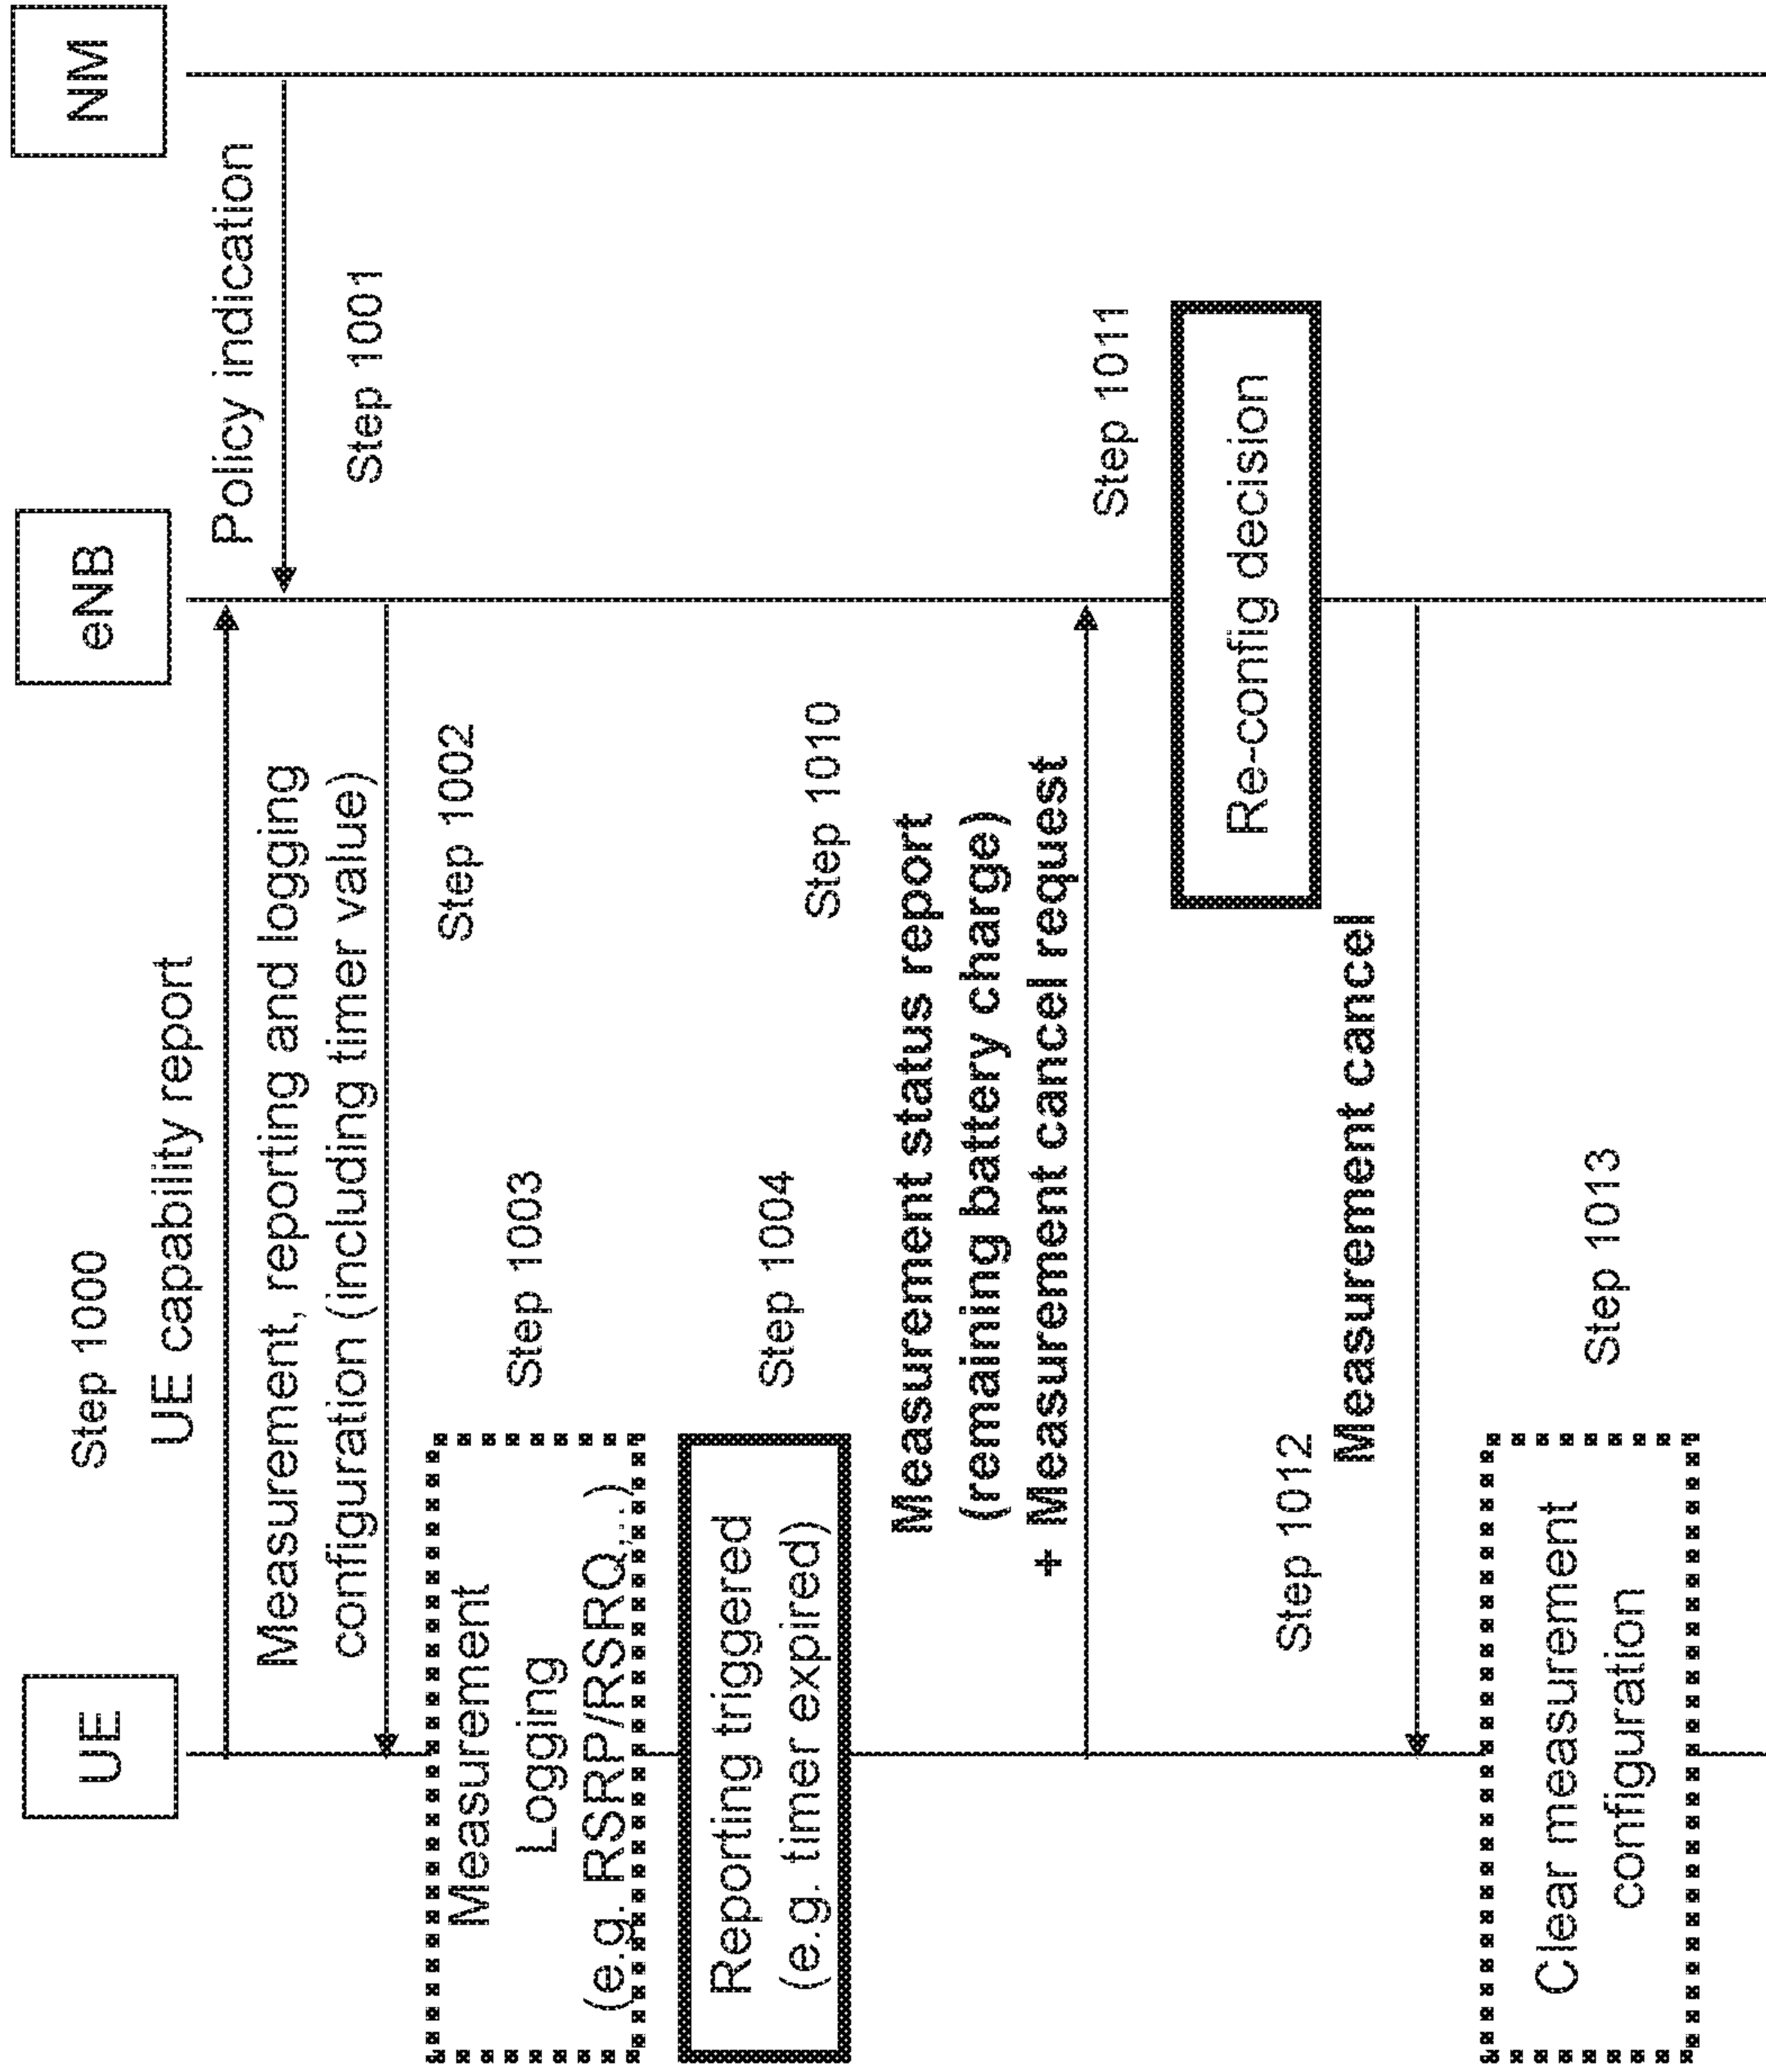 UE
eNB
NM
Step 1000
UE capability report
Policy indication
Step 1001
Measurement, reporting and logging
configuration (including timer value)
Step 1002
Measurement
Logging
(e.g. RSRP/RSRQ,...)
Step 1003
Reporting triggered
(e.g. timer expired)
Step 1004
Step 1010
Measurement status report
(remaining battery charge)
+ Measurement cancel request
Step 1011
Re-config decision
Step 1012
Measurement cancel
Clear measurement
configuration
Step 1013